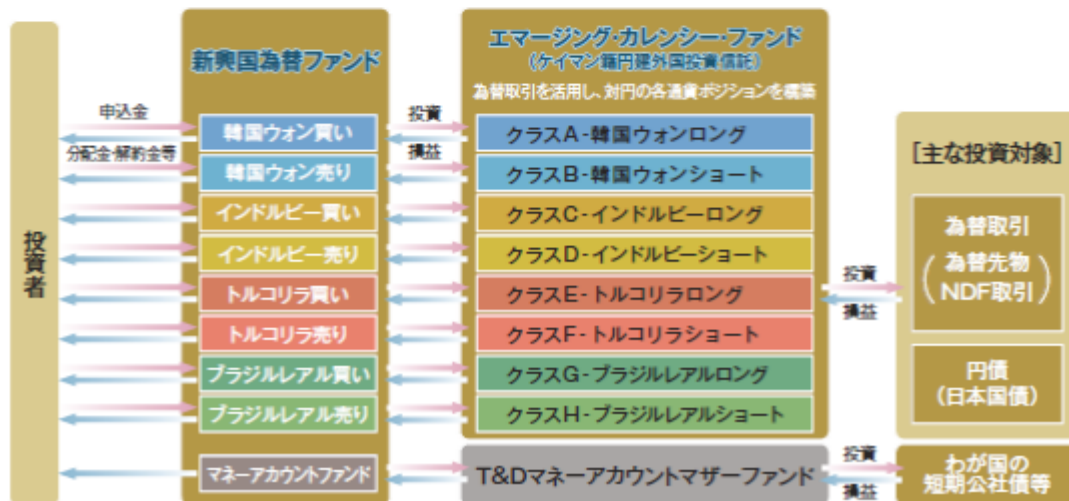 投資者
申込金
分配金・解約金等
新興国為替ファンド
韓国ウォン買い
韓国ウォン売り
インドルピー買い
インドルピー売り
トルコリラ買い
トルコリラ売り
ブラジルレアル買い
ブラジルレアル売り
マネーアカウントファンド
投資
損益
エマージング・カレンシー・ファンド
(ケイマン籍円建外国投資信託)
為替取引を活用し、対円の各通貨ポジションを構築
クラスA-韓国ウォンロング
クラスB-韓国ウォンショート
クラスC-インドルピーロング
クラスD-インドルピーショート
クラスE-トルコリラロング
クラスF-トルコリラショート
クラスG-ブラジルレアルロング
クラスH-ブラジルレアルショート
T&Dマネーアカウントマザーファンド
投資
損益
投資
損益
[主な投資対象]
為替取引
(為替先物
NDF取引)
円債
(日本国債)
わが国の
短期公社債等